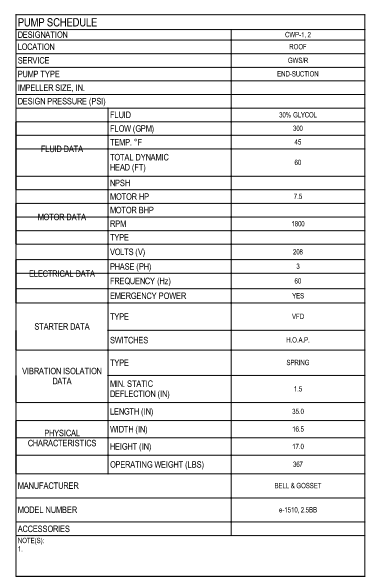 PUMP SCHEDULE
DESIGNATION CWP-1, 2
LOCATION ROOF
SERVICE GWS/R
PUMP TYPE END-SUCTION
IMPELLER SIZE, IN.
DESIGN PRESSURE (PSI)
FLUID DATA
FLUID 30% GLYCOL
FLOW (GPM) 300
TEMP. °F 45
TOTAL DYNAMIC
HEAD (FT) 60
NPSH
MOTOR DATA
MOTOR HP 7.5
MOTOR BHP
RPM 1800
TYPE
ELECTRICAL DATA
VOLTS (V) 208
PHASE (PH) 3
FREQUENCY (Hz) 60
EMERGENCY POWER YES
STARTER DATA
TYPE VFD
SWITCHES H.O.A.P.
VIBRATION ISOLATION
DATA
TYPE SPRING
MIN. STATIC
DEFLECTION (IN) 1.5
PHYSICAL
CHARACTERISTICS
LENGTH (IN) 35.0
WIDTH (IN) 16.5
HEIGHT (IN) 17.0
OPERATING WEIGHT (LBS) 367
MANUFACTURER BELL & GOSSET
MODEL NUMBER e-1510, 2.5BB
ACCESSORIES
NOTE(S):
1.